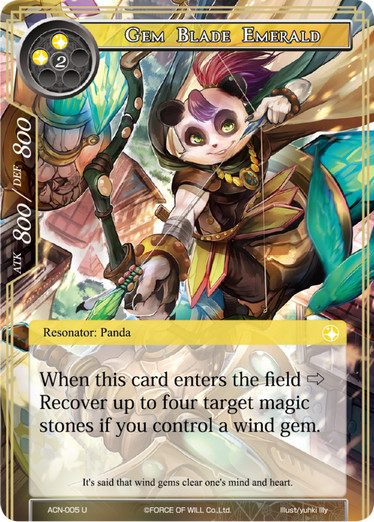 Gem Blade Emerald
2
ATK 800 / DEF 800
Resonator: Panda
When this card enters the field ⇨
Recover up to four target magic
stones if you control a wind gem.
It's said that wind gems clear one's mind and heart.
ACN-005 U ©FORCE OF WILL Co.,Ltd. Illust/yuhki Illy